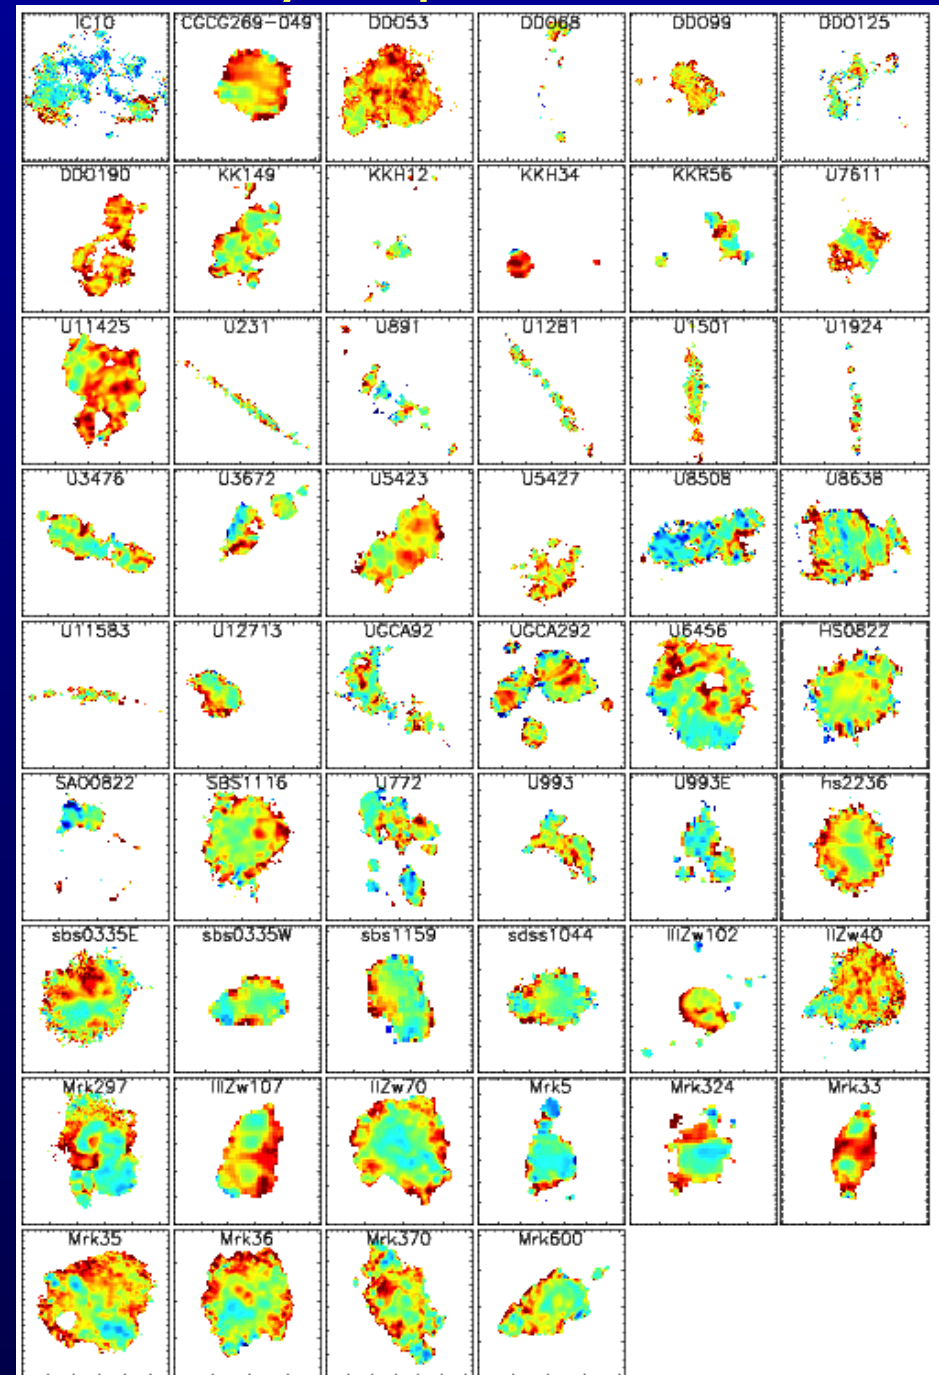 IC10 CGCG269-049 DDO53 DDO68 DDO99 DDO125
DDO190 KK149 KKH12 KKH34 KKR56 U7611
U11425 U231 U891 U1281 U1501 U1924
U3476 U3672 U5423 U5427 U8508 U8638
U11583 U12713 UGCA92 UGCA292 U6456 HS0822
SAO0822 SBS1116 U772 U993 U993E hs2236
sbs0335E sbs0335W sbs1159 sdss1044 IIIZw102 IIZw40
Mrk297 IIIZw107 IIZw70 Mrk5 Mrk324 Mrk33
Mrk35 Mrk36 Mrk370 Mrk600